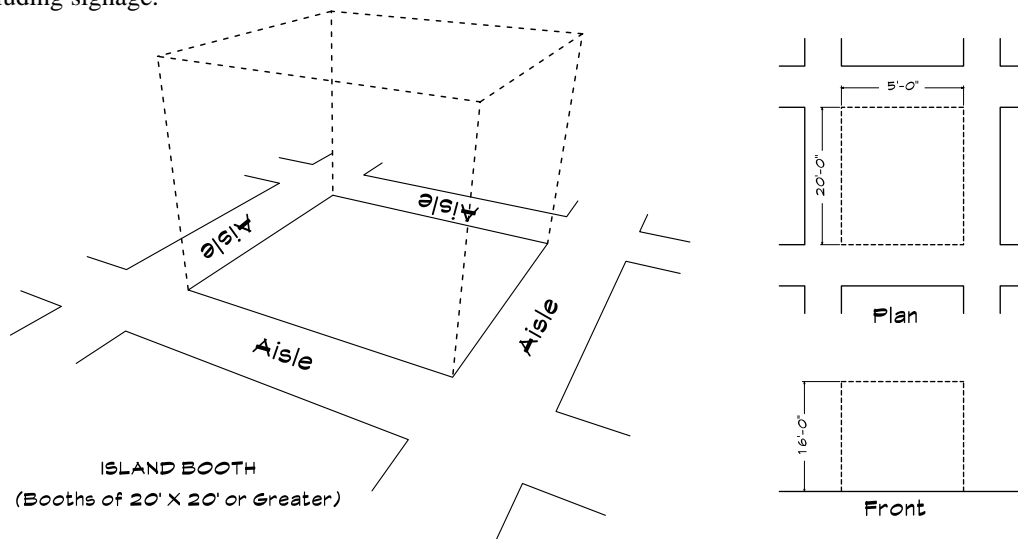 uding signage.
Aisle
Aisle
Aisle
Aisle
ISLAND BOOTH
(Booths of 20' X 20' or Greater)
5'-0"
20'-0"
Plan
16'-0"
Front